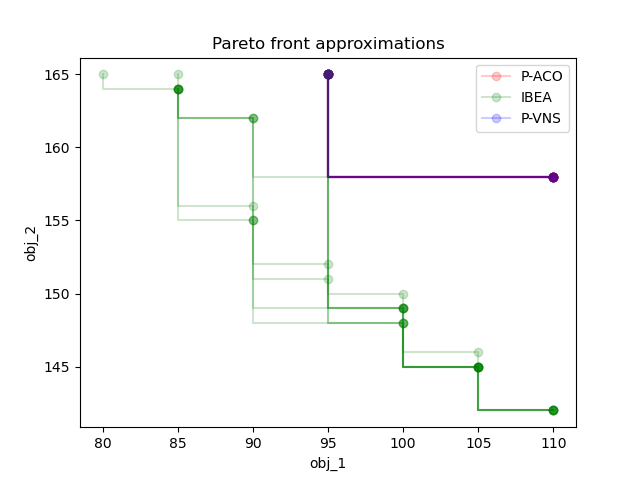 Pareto front approximations
P-ACO
IBEA
P-VNS
165
160
155
150
145
obj_2
80 85 90 95 100 105 110
obj_1